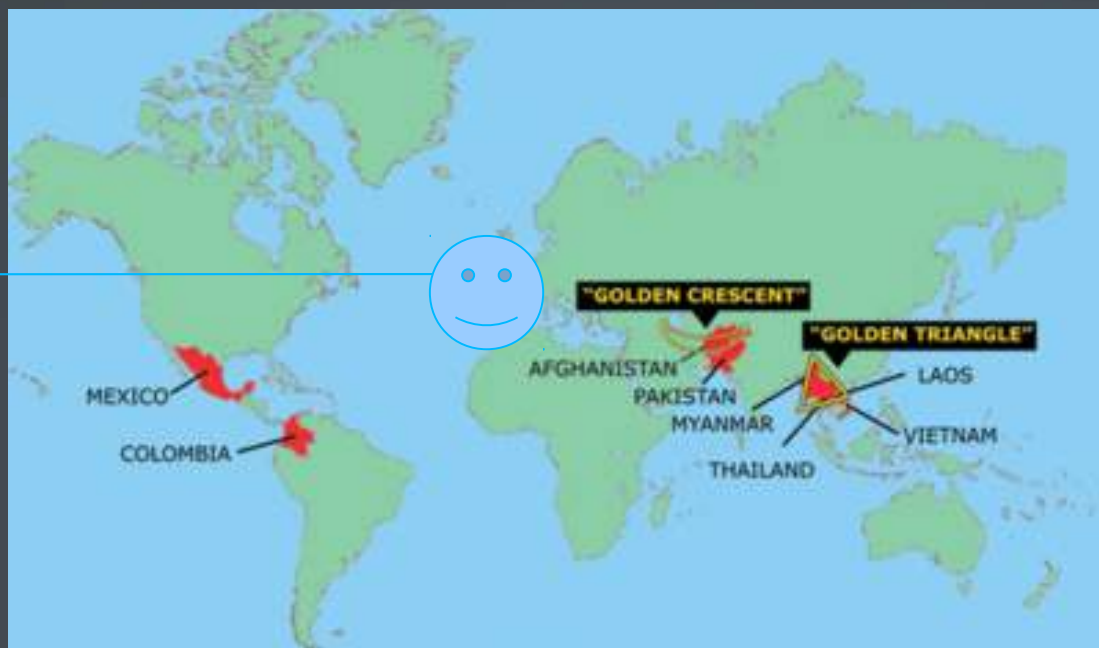 "GOLDEN CRESCENT"
"GOLDEN TRIANGLE"
AFGHANISTAN
LAOS
MEXICO
PAKISTAN
MYANMAR
VIETNAM
COLOMBIA
THAILAND